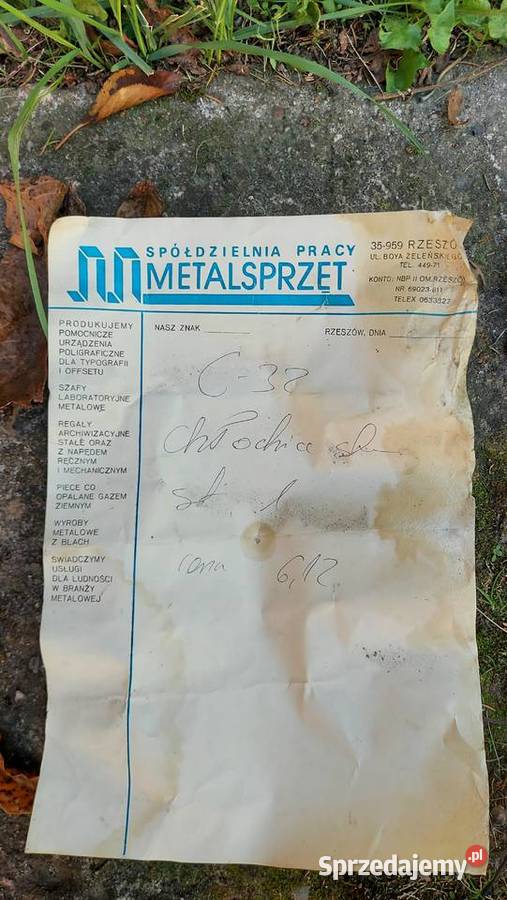 SPÓŁDZIELNIA PRACY
METALSPRZĘT
35-959 RZESZÓ
UL. BOYA ŻELEŃSKIEGO
TEL. 449-71
KONTO: NBP II OM RZESZÓW
NR 69023-811
TELEX 0633327
PRODUKUJEMY
POMOCNICZE
URZĄDZENIA
POLIGRAFICZNE
DLA TYPOGRAFII
I OFFSETU
SZAFY
LABORATORYJNE
METALOWE
REGAŁY
ARCHIWIZACYJNE
STAŁE ORAZ
Z NAPĘDEM
RĘCZNYM
I MECHANICZNYM
PIECE CO
OPALANE GAZEM
ZIEMNYM
WYROBY
METALOWE
Z BLACH
ŚWIADCZYMY
USŁUGI
DLA LUDNOŚCI
W BRANŻY
METALOWEJ
NASZ ZNAK
RZESZÓW, DNIA
C-32
chłodnica
szt. 1
cena 6,12
Sprzedajemy.pl